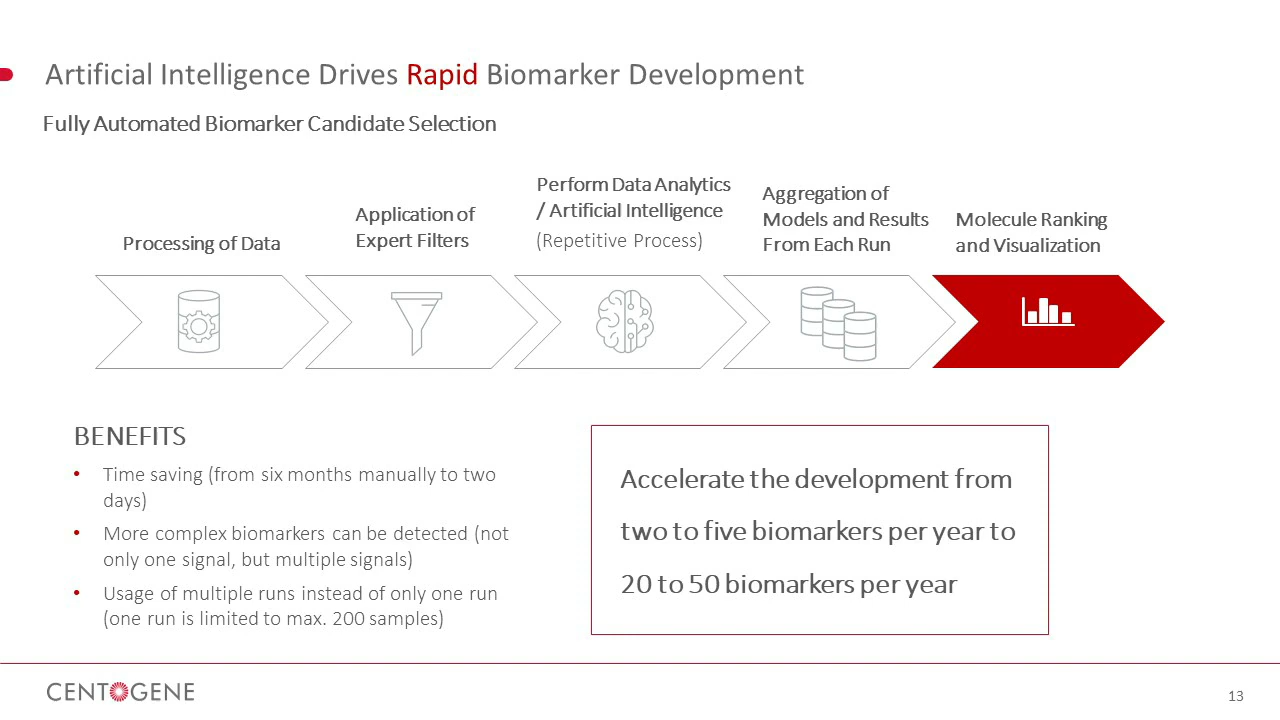 Artificial Intelligence Drives Rapid Biomarker Development
Fully Automated Biomarker Candidate Selection
Processing of Data
Application of
Expert Filters
Perform Data Analytics
/ Artificial Intelligence
(Repetitive Process)
Aggregation of
Models and Results
From Each Run
Molecule Ranking
and Visualization
BENEFITS
• Time saving (from six months manually to two
days)
• More complex biomarkers can be detected (not
only one signal, but multiple signals)
• Usage of multiple runs instead of only one run
(one run is limited to max. 200 samples)
Accelerate the development from
two to five biomarkers per year to
20 to 50 biomarkers per year
CENTOGENE
13